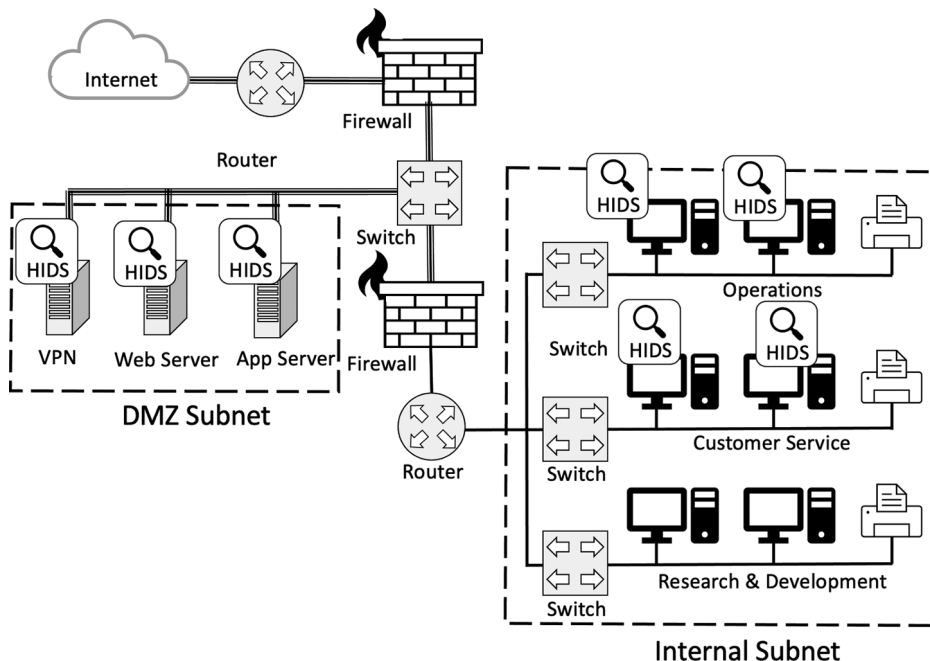 Internet
Firewall
Router
HIDS
HIDS
Switch
HIDS
HIDS
HIDS
Operations
VPN
Web Server
App Server
Firewall
Switch
HIDS
HIDS
DMZ Subnet
Customer Service
Router
Switch
Research & Development
Switch
Internal Subnet